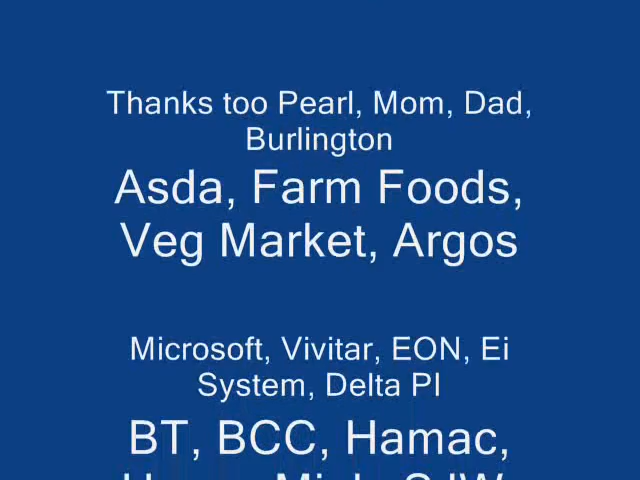 Thanks too Pearl, Mom, Dad,
Burlington
Asda, Farm Foods,
Veg Market, Argos
Microsoft, Vivitar, EON, Ei
System, Delta PI
BT, BCC, Hamac,